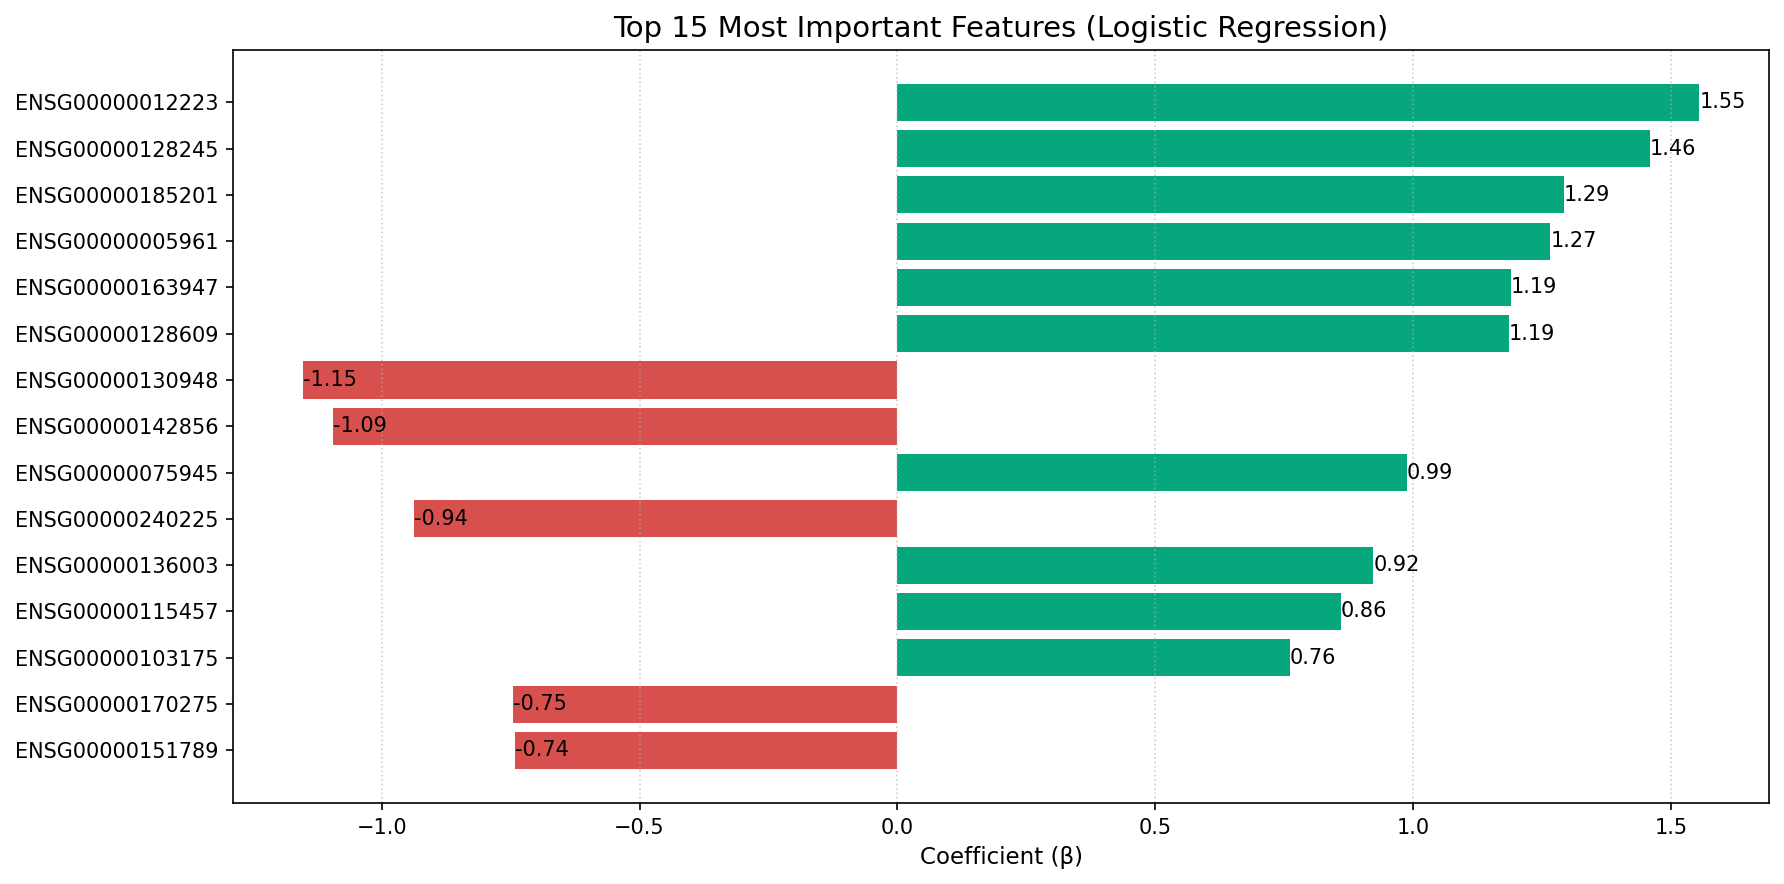 Top 15 Most Important Features (Logistic Regression)
ENSG00000012223 1.55
ENSG00000128245 1.46
ENSG00000185201 1.29
ENSG00000005961 1.27
ENSG00000163947 1.19
ENSG00000128609 1.19
ENSG00000130948 -1.15
ENSG00000142856 -1.09
ENSG00000075945 0.99
ENSG00000240225 -0.94
ENSG00000136003 0.92
ENSG00000115457 0.86
ENSG00000103175 0.76
ENSG00000170275 -0.75
ENSG00000151789 -0.74
−1.0 −0.5 0.0 0.5 1.0 1.5
Coefficient (β)